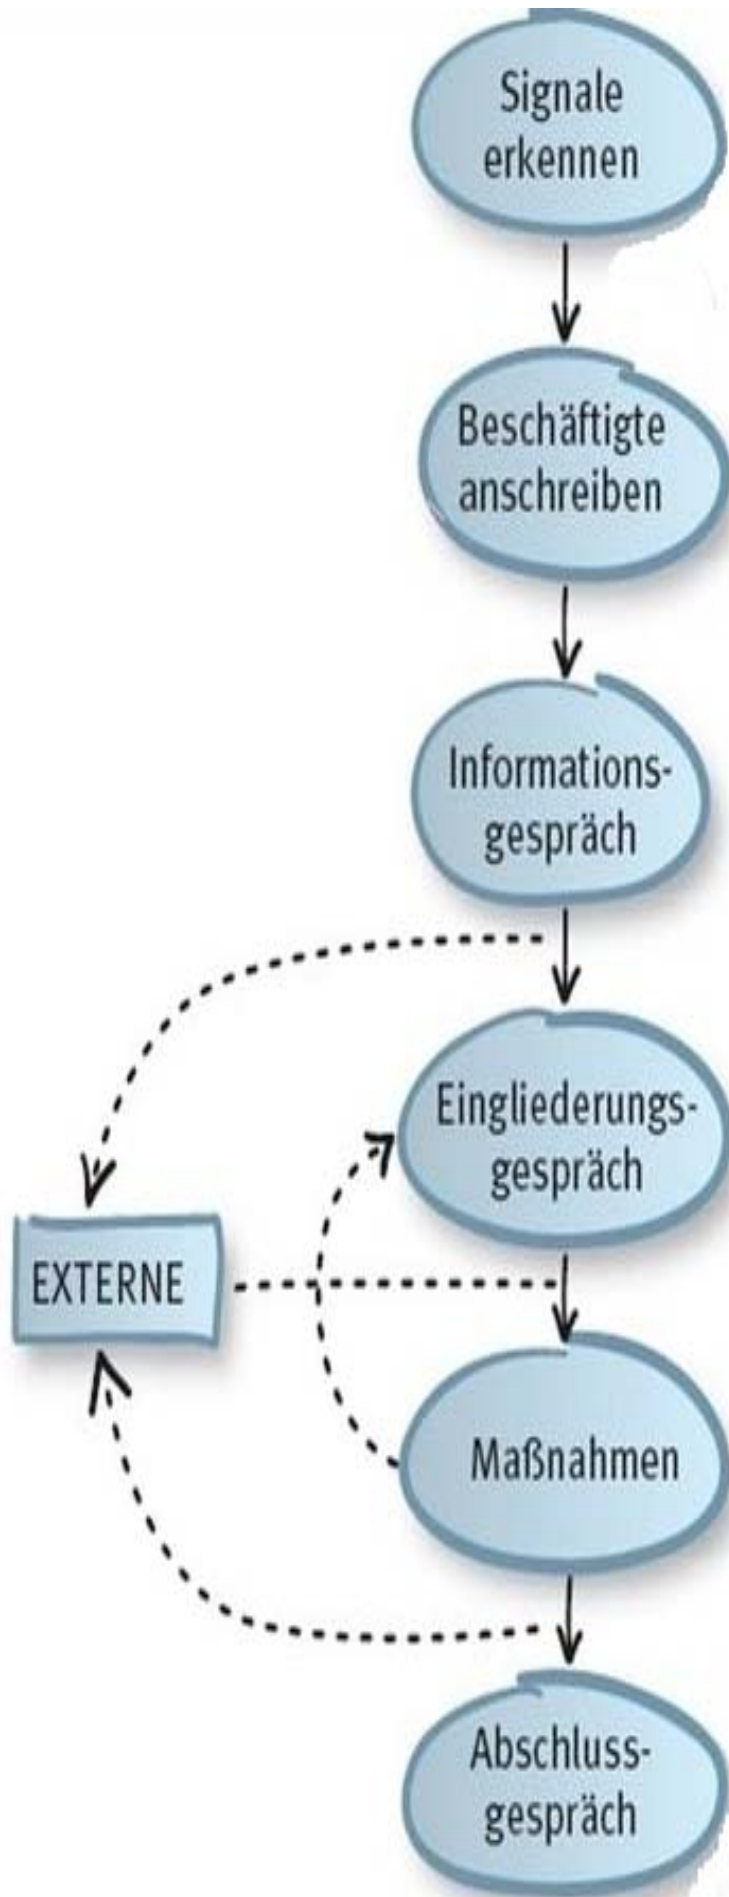 Signale
erkennen
Beschäftigte
anschreiben
Informations-
gespräch
Eingliederungs-
gespräch
EXTERNE
Maßnahmen
Abschluss-
gespräch